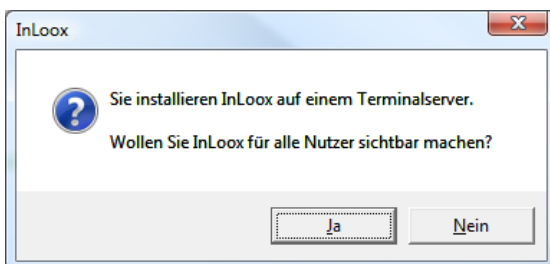 InLoox
Sie installieren InLoox auf einem Terminalserver.
Wollen Sie InLoox für alle Nutzer sichtbar machen?
Ja
Nein